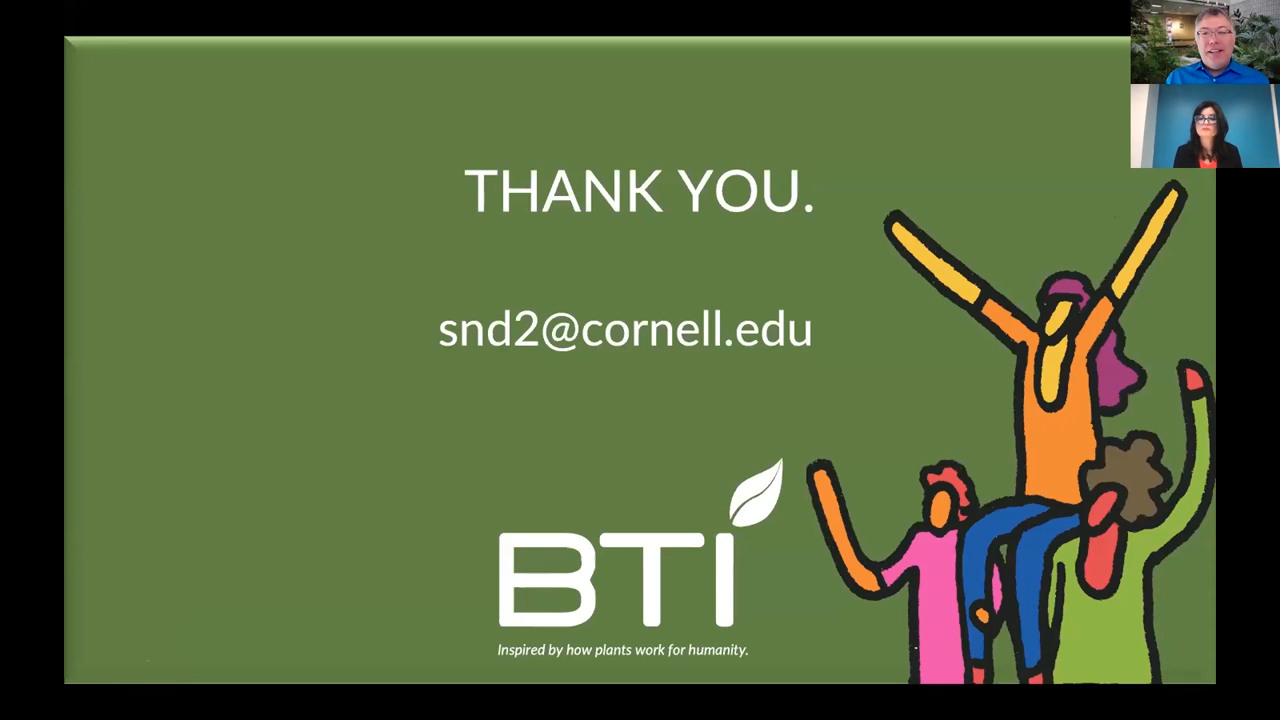 THANK YOU.
snd2@cornell.edu
BTI
Inspired by how plants work for humanity.